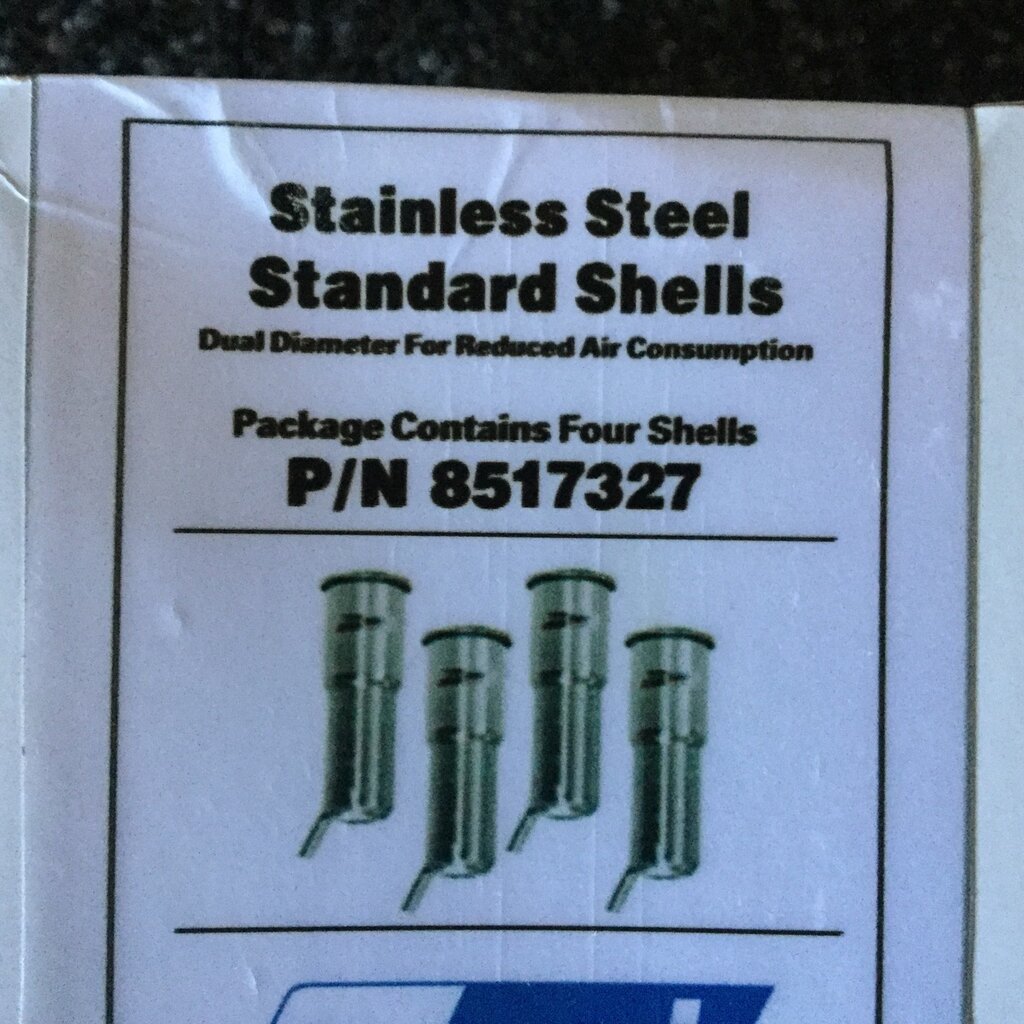 Stainless Steel
Standard Shells
Dual Diameter For Reduced Air Consumption
Package Contains Four Shells
P/N 8517327